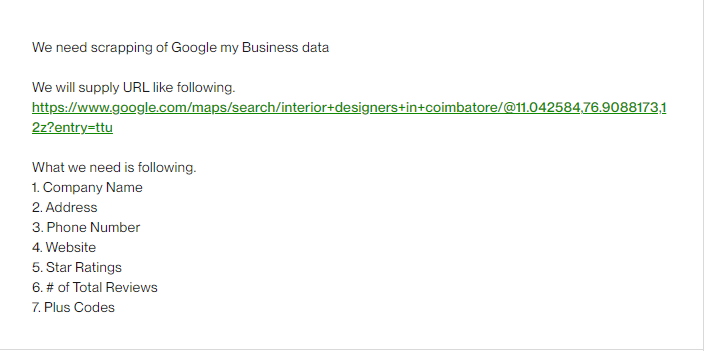 We need scrapping of Google my Business data
We will supply URL like following.
https://www.google.com/maps/search/interior+designers+in+coimbatore/@11.042584,76.9088173,1
2z?entry=ttu
What we need is following.
1. Company Name
2. Address
3. Phone Number
4. Website
5. Star Ratings
6. # of Total Reviews
7. Plus Codes